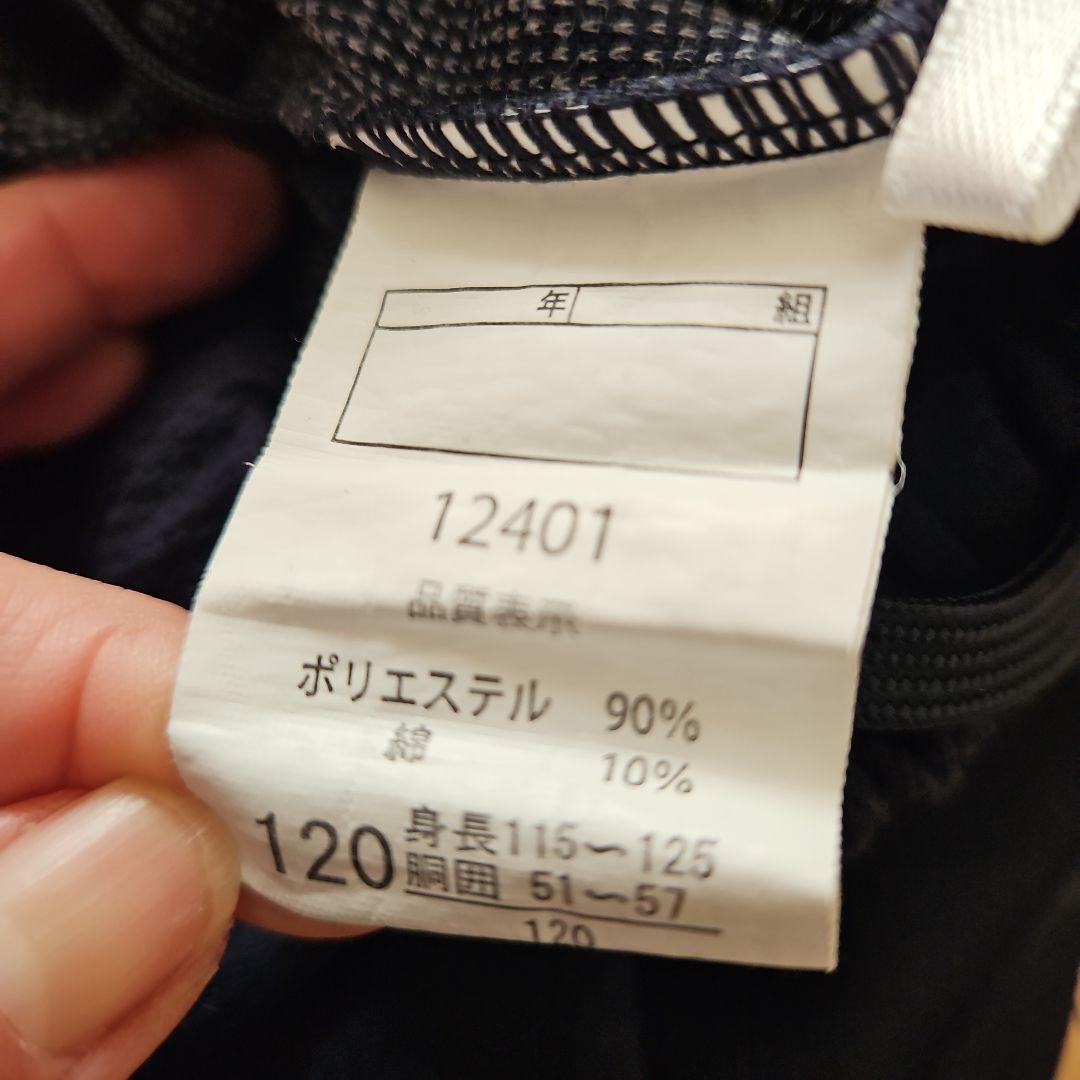 年 組
12401
品質表示
ポリエステル 90%
綿 10%
120 身長115～125
胴囲 51～57
120